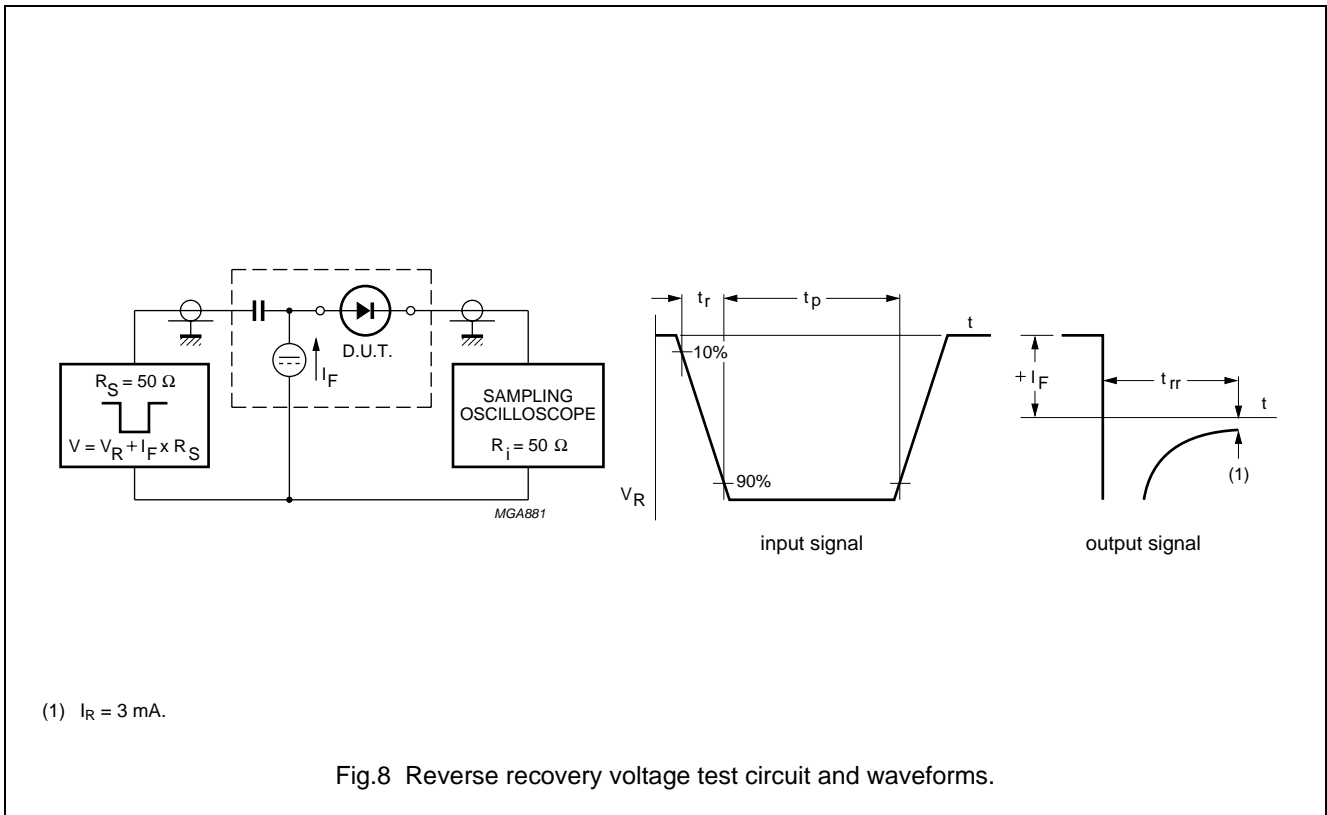 R_S = 50 Ω
V = V_R + I_F x R_S
I_F
D.U.T.
SAMPLING
OSCILLOSCOPE
R_i = 50 Ω
MGA881
t_r
t_p
t
10%
90%
V_R
input signal
+ I_F
t_rr
t
(1)
output signal
(1) I_R = 3 mA.
Fig.8 Reverse recovery voltage test circuit and waveforms.